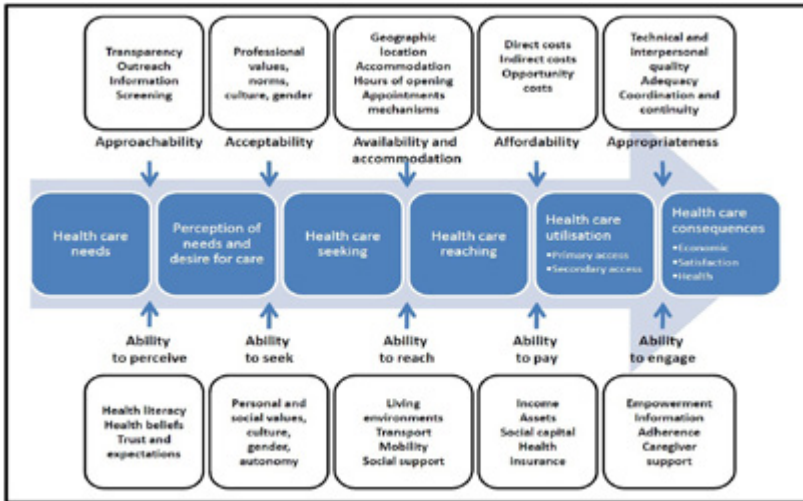 Transparency
Outreach
Information
Screening
Professional
values,
norms,
culture, gender
Geographic
location
Accommodation
Hours of opening
Appointments
mechanisms
Direct costs
Indirect costs
Opportunity
costs
Technical and
interpersonal
quality
Adequacy
Coordination and
continuity
Approachability
Acceptability
Availability and
accommodation
Affordability
Appropriateness
Health care
needs
Perception of
needs and
desire for care
Health care
seeking
Health care
reaching
Health care
utilisation
•Primary access
•Secondary access
Health care
consequences
•Economic
•Satisfaction
•Health
Ability
to perceive
Ability
to seek
Ability
to reach
Ability
to pay
Ability
to engage
Health literacy
Health beliefs
Trust and
expectations
Personal and
social values,
culture,
gender,
autonomy
Living
environments
Transport
Mobility
Social support
Income
Assets
Social capital
Health
Insurance
Empowerment
Information
Adherence
Caregiver
support